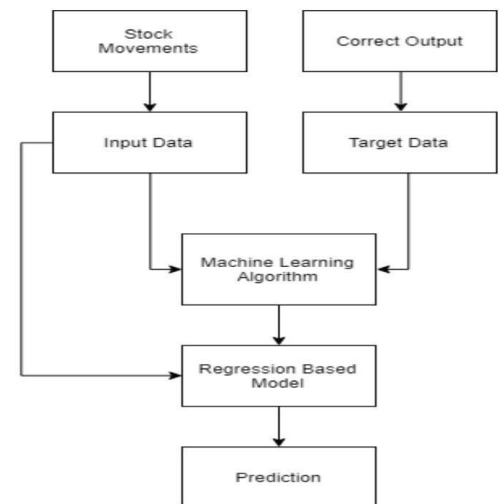 Stock
Movements
Correct Output
Input Data
Target Data
Machine Learning
Algorithm
Regression Based
Model
Prediction